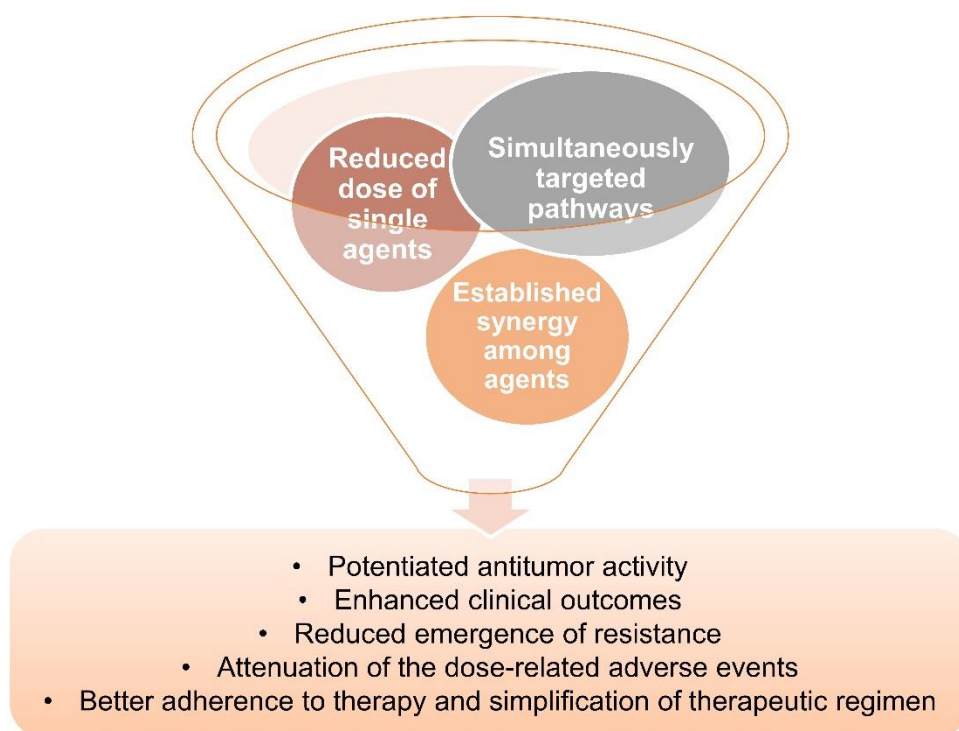 Reduced
dose of
single
agents
Simultaneously
targeted
pathways
Established
synergy
among
agents
• Potentiated antitumor activity
• Enhanced clinical outcomes
• Reduced emergence of resistance
• Attenuation of the dose-related adverse events
• Better adherence to therapy and simplification of therapeutic regimen